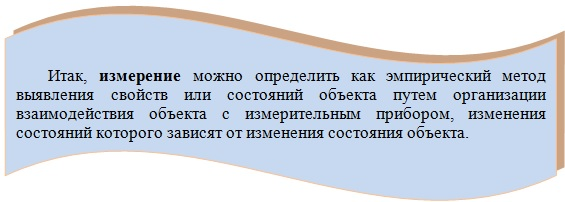 Итак, измерение можно определить как эмпирический метод
выявления свойств или состояний объекта путем организации
взаимодействия объекта с измерительным прибором, изменения
состояний которого зависят от изменения состояния объекта.